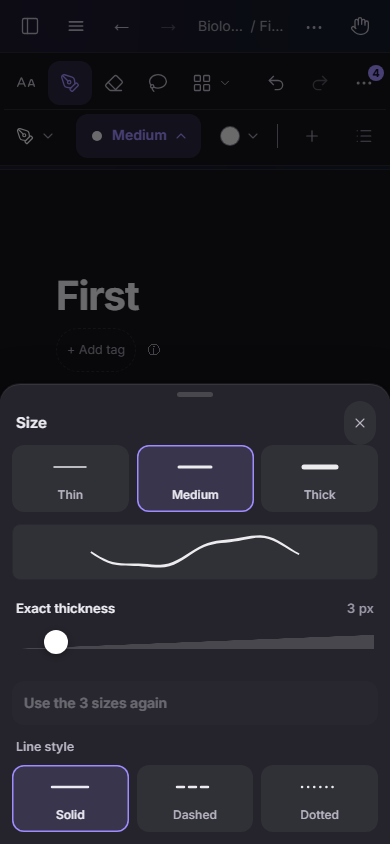 Biolo... / Fi...
AA
4
Medium
First
+ Add tag
Size
Thin
Medium
Thick
Exact thickness
3 px
Use the 3 sizes again
Line style
Solid
Dashed
Dotted